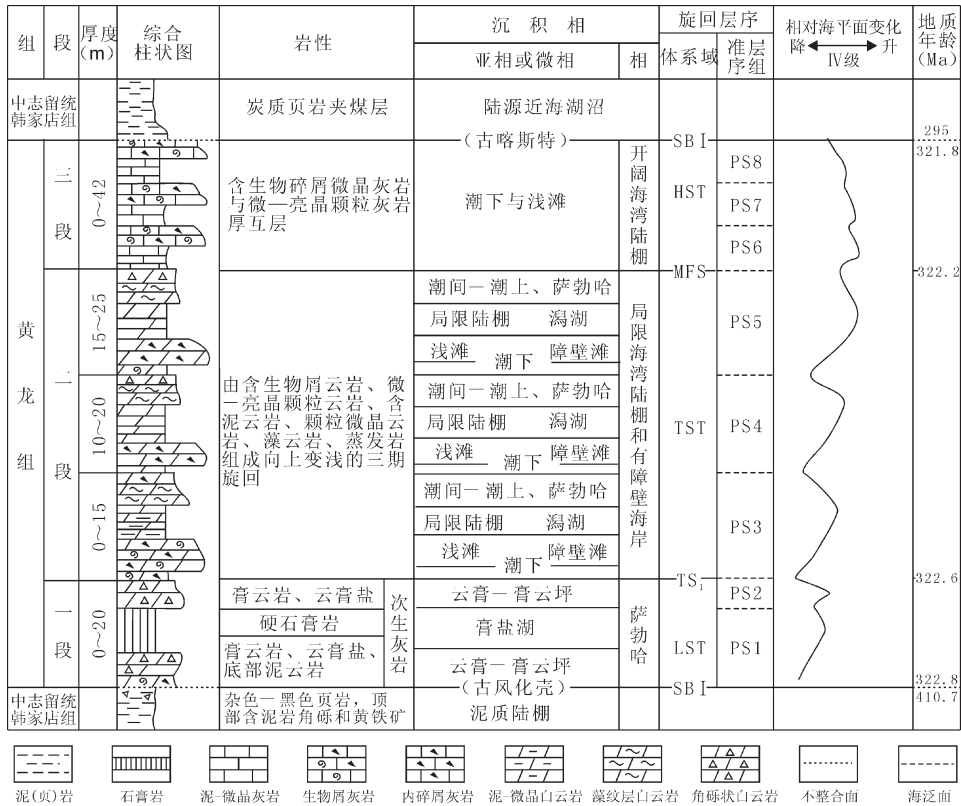 组 段 厚度(m) 综合柱状图 岩性 沉积相 旋回层序 相对海平面变化 地质年龄(Ma)
亚相或微相 相 体系域 准层序组 降 升
Ⅳ级
中志留统韩家店组 炭质页岩夹煤层 陆源近海湖沼
(古喀斯特) SBⅠ 295
321.8
黄龙组
三段 0~42
含生物碎屑微晶灰岩
与微—亮晶颗粒灰岩
厚互层
潮下与浅滩
开阔海湾陆棚
HST
PS8
PS7
PS6
MFS 322.2
二段
15~25
10~20
0~15
由含生物屑云岩、微
—亮晶颗粒云岩、含
泥云岩、颗粒微晶云
岩、藻云岩、蒸发岩
组成向上变浅的三期
旋回
潮间—潮上、萨勃哈
局限陆棚 潟湖
浅滩 潮下 障壁滩
潮间—潮上、萨勃哈
局限陆棚 潟湖
浅滩 潮下 障壁滩
潮间—潮上、萨勃哈
局限陆棚 潟湖
浅滩 潮下 障壁滩
局限海湾陆棚和有障壁海岸
TST
PS5
PS4
PS3
TS₁ 322.6
一段 0~20
膏云岩、云膏盐
硬石膏岩
膏云岩、云膏盐、
底部泥云岩
次生灰岩
云膏—膏云坪
膏盐湖
云膏—膏云坪
萨勃哈
LST
PS2
PS1
(古风化壳) SBⅠ 322.8
410.7
中志留统韩家店组
杂色—黑色页岩，顶
部含泥岩角砾和黄铁矿
泥质陆棚
泥(页)岩 石膏岩 泥-微晶灰岩 生物屑灰岩 内碎屑灰岩 泥-微晶白云岩 藻纹层白云岩 角砾状白云岩 不整合面 海泛面